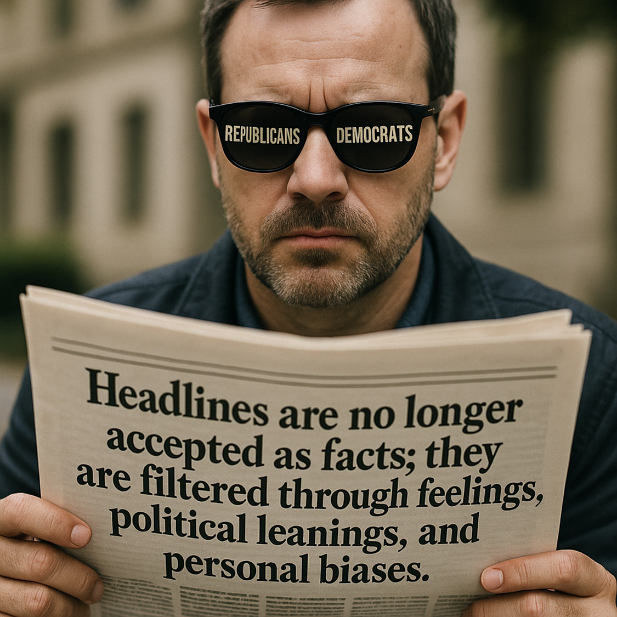 REPUBLICANS DEMOCRATS
Headlines are no longer
accepted as facts; they
are filtered through feelings,
political leanings, and
personal biases.